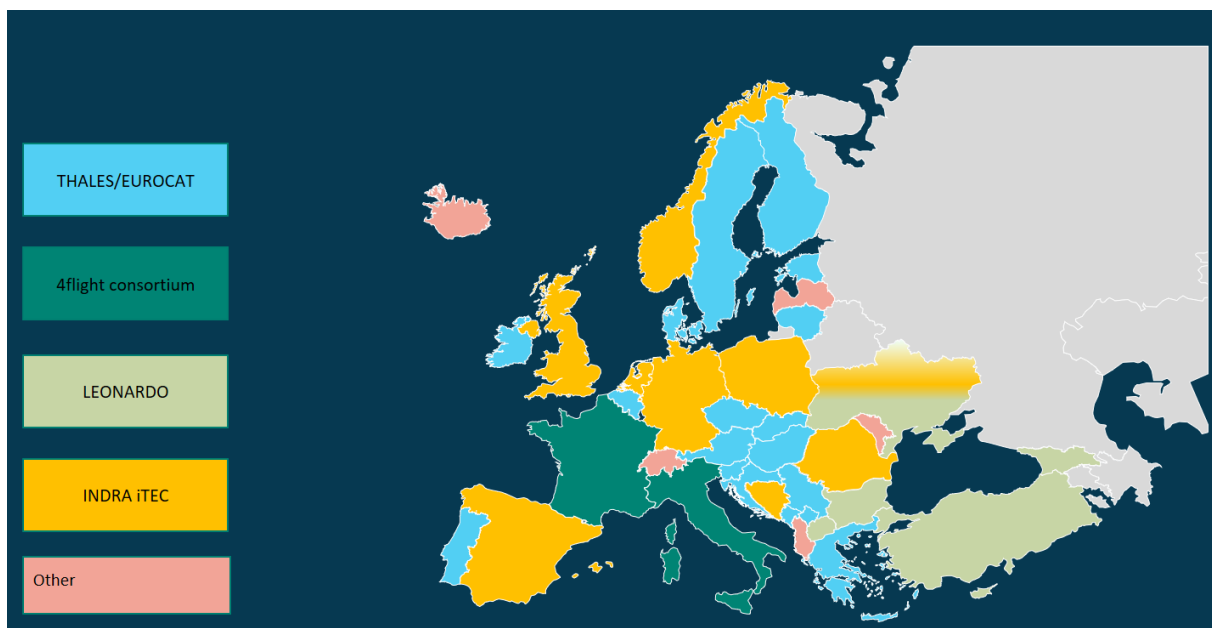 THALES/EUROCAT
4flight consortium
LEONARDO
INDRA iTEC
Other